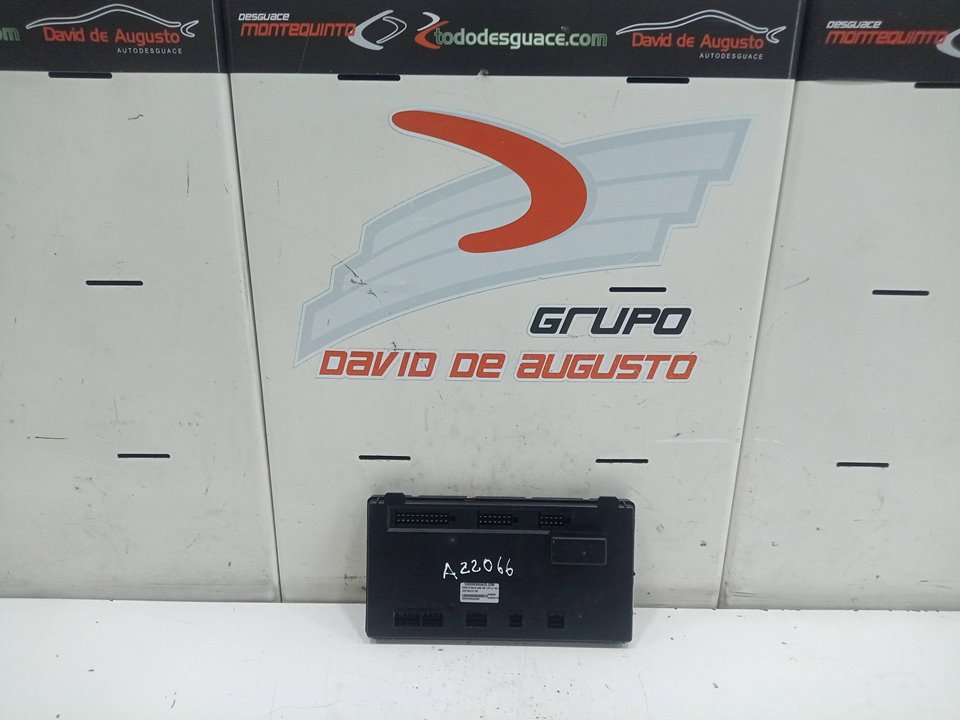 .com
David de Augusto
AUTODESGUACE
DESGUACE
MONTEQUINTO
tododesguace.com
David de Augusto
AUTODESGUACE
DESGUACE
MONTEQUINTO
GRUPO
DAVID DE AUGUSTO
A22066